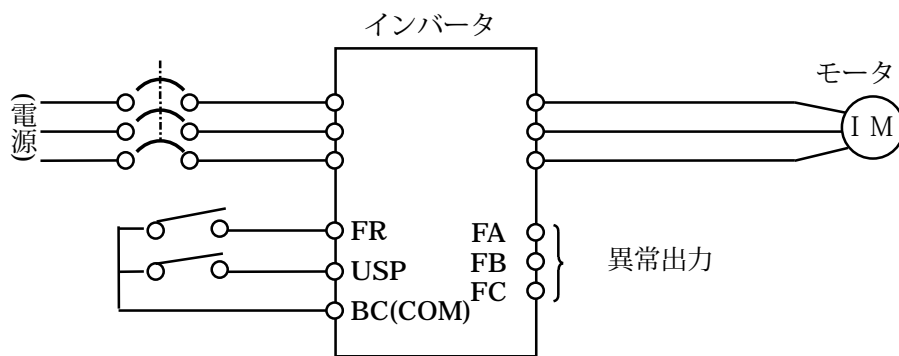 インバータ
モータ
(電源)
ＩＭ
FR
FA
異常出力
FB
USP
FC
BC(COM)